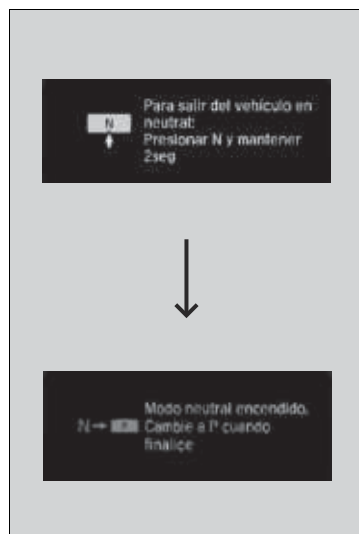 N
Para salir del vehículo en
neutral:
Presionar N y mantener
2seg
N → P
Modo neutral encendido.
Cambie a P cuando
finalice